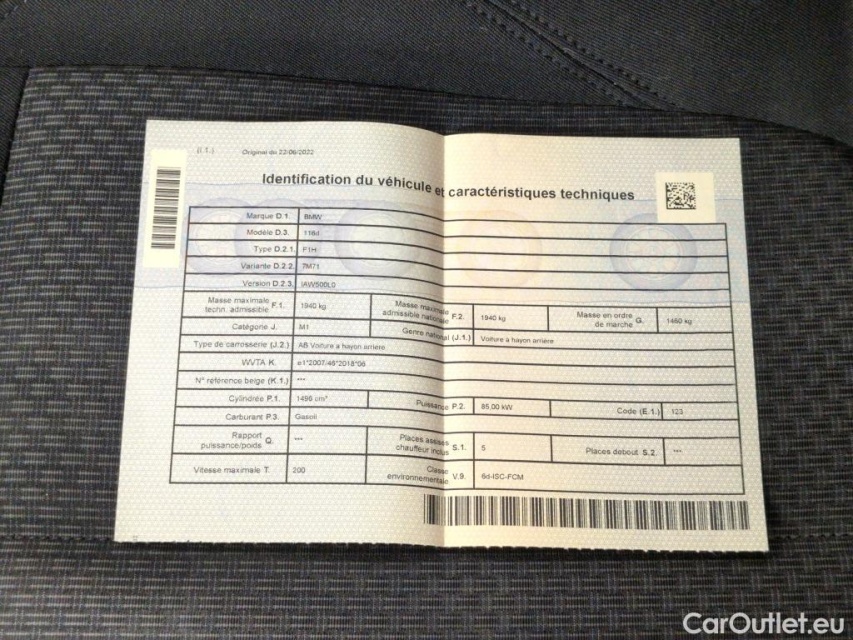 (I.1.) Original du 22/06/2022
Identification du véhicule et caractéristiques techniques
Marque D.1. BMW
Modèle D.3. 116d
Type D.2.1. F1H
Variante D.2.2. 7M71
Version D.2.3. IAW500L0
Masse maximale techn. admissible F.1. 1940 kg Masse maximale admissible nationale F.2. 1940 kg Masse en ordre de marche G. 1460 kg
Catégorie J. M1 Genre national (J.1.) Voiture à hayon arrière
Type de carrosserie (J.2.) AB Voiture à hayon arrière
WVTA K. e1*2007/46*2018*06
N° référence belge (K.1.) ***
Cylindrée P.1. 1496 cm³ Puissance P.2. 85.00 kW Code (E.1.) 123
Carburant P.3. Gasoil
Rapport puissance/poids Q. *** Places assises chauffeur inclus S.1. 5 Places debout S.2. ***
Vitesse maximale T. 200 Classe environnementale V.9. 6d-ISC-FCM
CarOutlet.eu